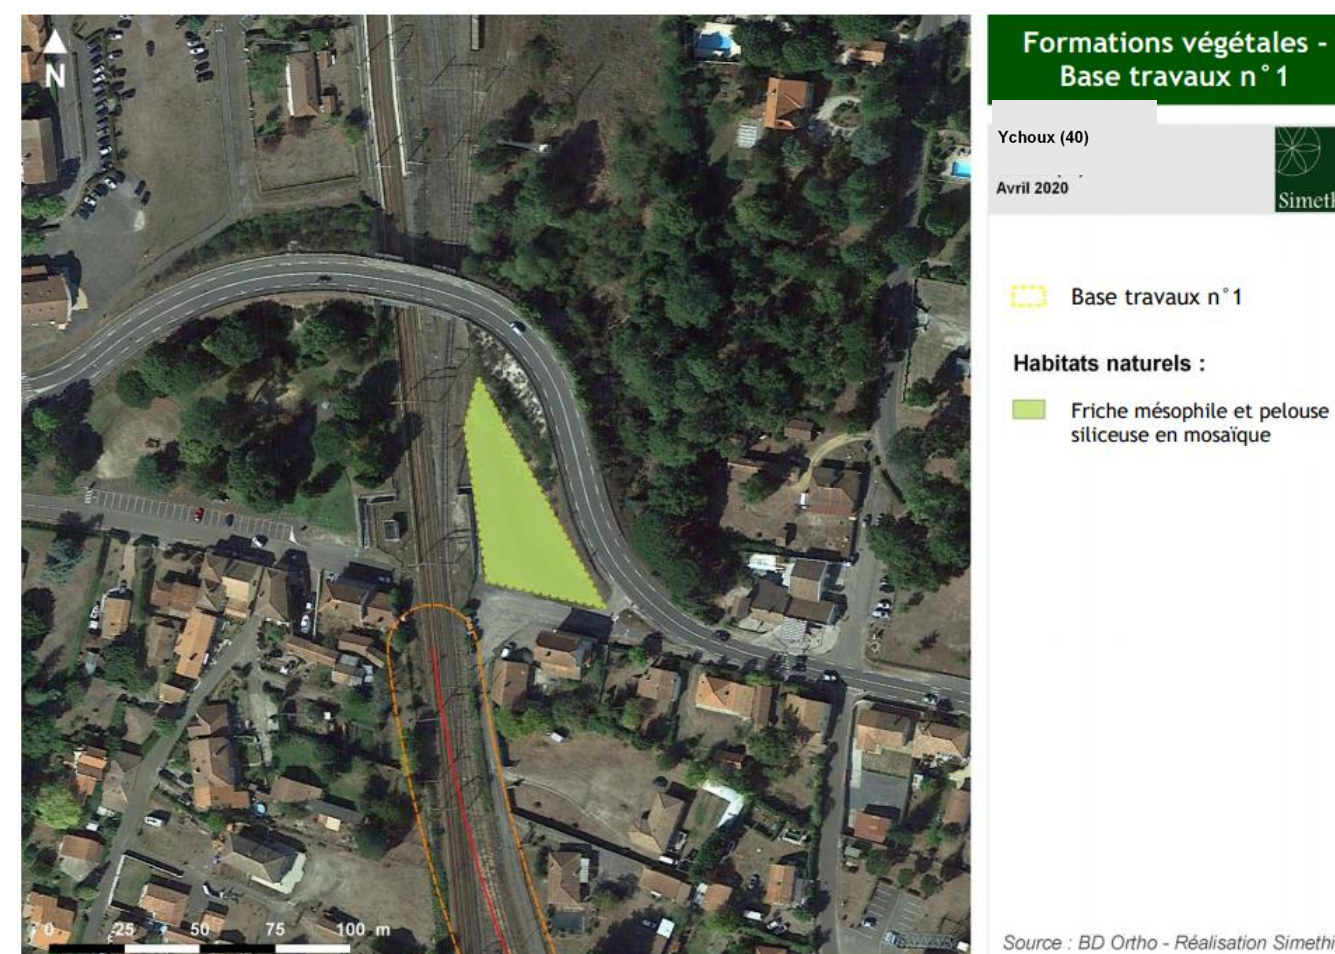 Formations végétales -
Base travaux n°1
Ychoux (40)
Avril 2020
N
Base travaux n°1
Habitats naturels :
Friche mésophile et pelouse
siliceuse en mosaïque
0 25 50 75 100 m
Source : BD Ortho - Réalisation Simethi